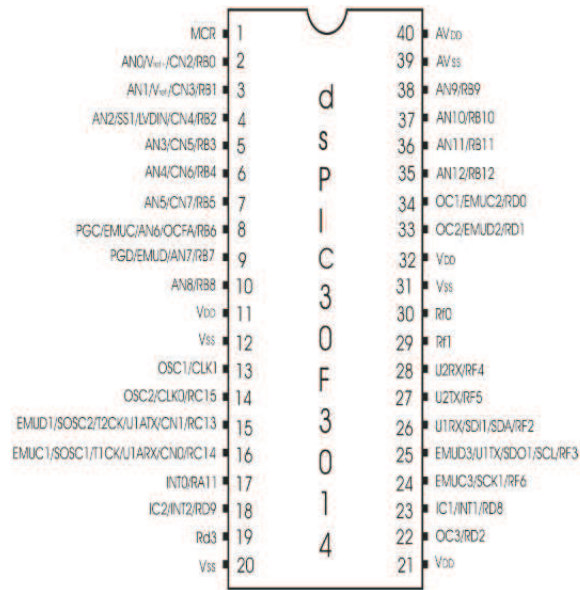 MCR 1 40 AVDD
AN0/Vref+/CN2/RB0 2 39 AVSS
AN1/Vref-/CN3/RB1 3 38 AN9/RB9
AN2/SS1/LVDIN/CN4/RB2 4 37 AN10/RB10
AN3/CN5/RB3 5 36 AN11/RB11
AN4/CN6/RB4 6 35 AN12/RB12
AN5/CN7/RB5 7 34 OC1/EMUC2/RD0
PGC/EMUC/AN6/OCFA/RB6 8 33 OC2/EMUD2/RD1
PGD/EMUD/AN7/RB7 9 32 VDD
AN8/RB8 10 31 VSS
VDD 11 30 Rf0
VSS 12 29 Rf1
OSC1/CLK1 13 28 U2RX/RF4
OSC2/CLK0/RC15 14 27 U2TX/RF5
EMUD1/SOSC2/T2CK/U1ATX/CN1/RC13 15 26 U1RX/SDI1/SDA/RF2
EMUC1/SOSC1/T1CK/U1ARX/CN0/RC14 16 25 EMUD3/U1TX/SDO1/SCL/RF3
INT0/RA11 17 24 EMUC3/SCK1/RF6
IC2/INT2/RD9 18 23 IC1/INT1/RD8
Rd3 19 22 OC3/RD2
VSS 20 21 VDD
dsPIC30F3014